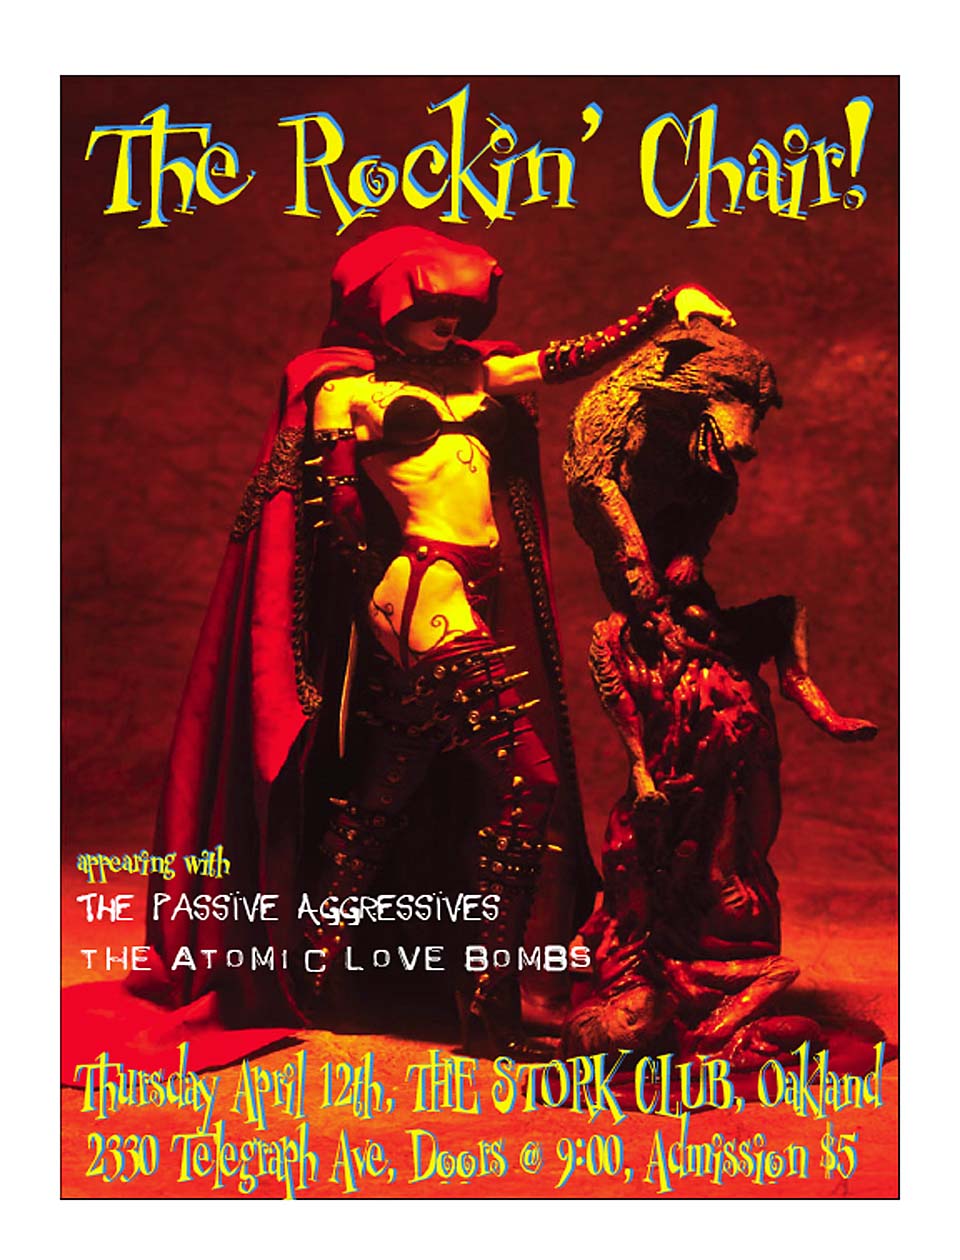 The Rockin' Chair!
appearing with
THE PASSIVE AGGRESSIVES
THE ATOMIC LOVE BOMBS
Thursday April 12th, THE STORK CLUB, Oakland
2330 Telegraph Ave, Doors @ 9:00, Admission $5